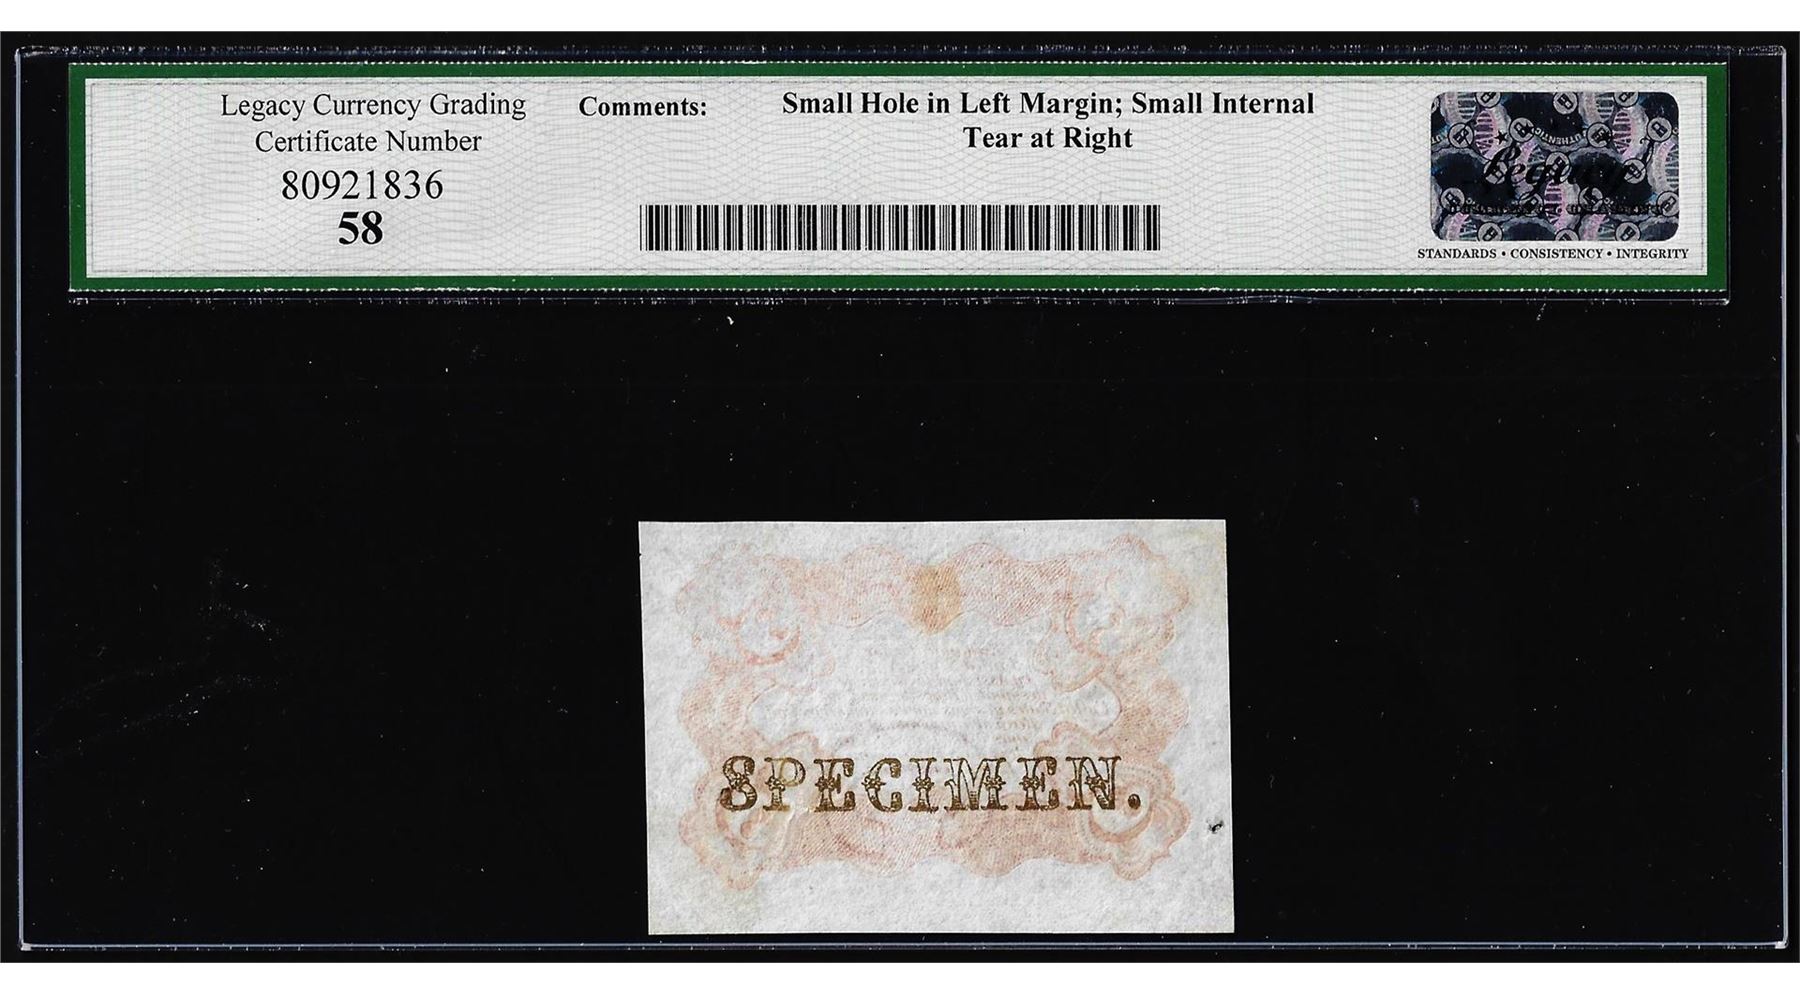 Legacy Currency Grading
Certificate Number
80921836
58
Comments:
Small Hole in Left Margin; Small Internal
Tear at Right
Legacy
STANDARDS • CONSISTENCY • INTEGRITY
SPECIMEN.